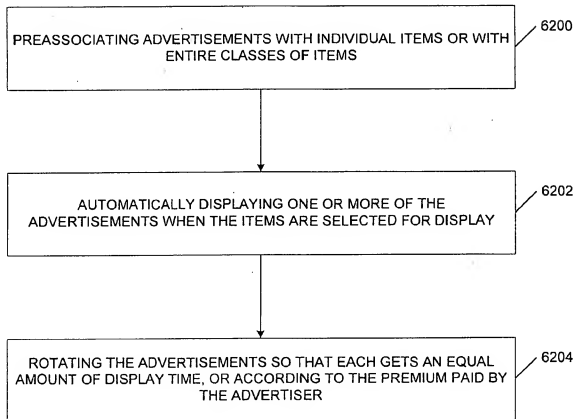 6200
PREASSOCIATING ADVERTISEMENTS WITH INDIVIDUAL ITEMS OR WITH
ENTIRE CLASSES OF ITEMS
6202
AUTOMATICALLY DISPLAYING ONE OR MORE OF THE
ADVERTISEMENTS WHEN THE ITEMS ARE SELECTED FOR DISPLAY
6204
ROTATING THE ADVERTISEMENTS SO THAT EACH GETS AN EQUAL
AMOUNT OF DISPLAY TIME, OR ACCORDING TO THE PREMIUM PAID BY
THE ADVERTISER